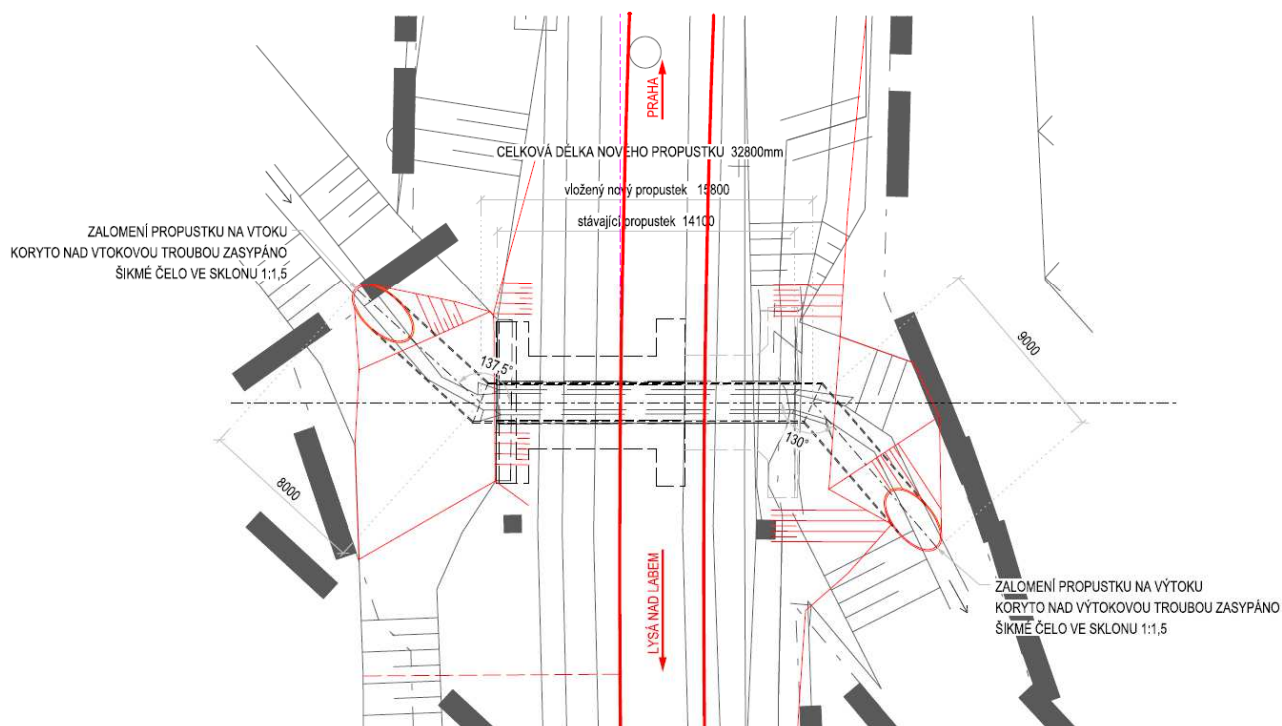 PRAHA
CELKOVÁ DÉLKA NOVÉHO PROPUSTKU 32800mm
vložený nový propustek 15800
stávající propustek 14100
ZALOMENÍ PROPUSTKU NA VTOKU
KORYTO NAD VTOKOVOU TROUBOU ZASYPÁNO
ŠIKMÉ ČELO VE SKLONU 1:1,5
137,5°
9000
130°
8000
LYSÁ NAD LABEM
ZALOMENÍ PROPUSTKU NA VÝTOKU
KORYTO NAD VÝTOKOVOU TROUBOU ZASYPÁNO
ŠIKMÉ ČELO VE SKLONU 1:1,5